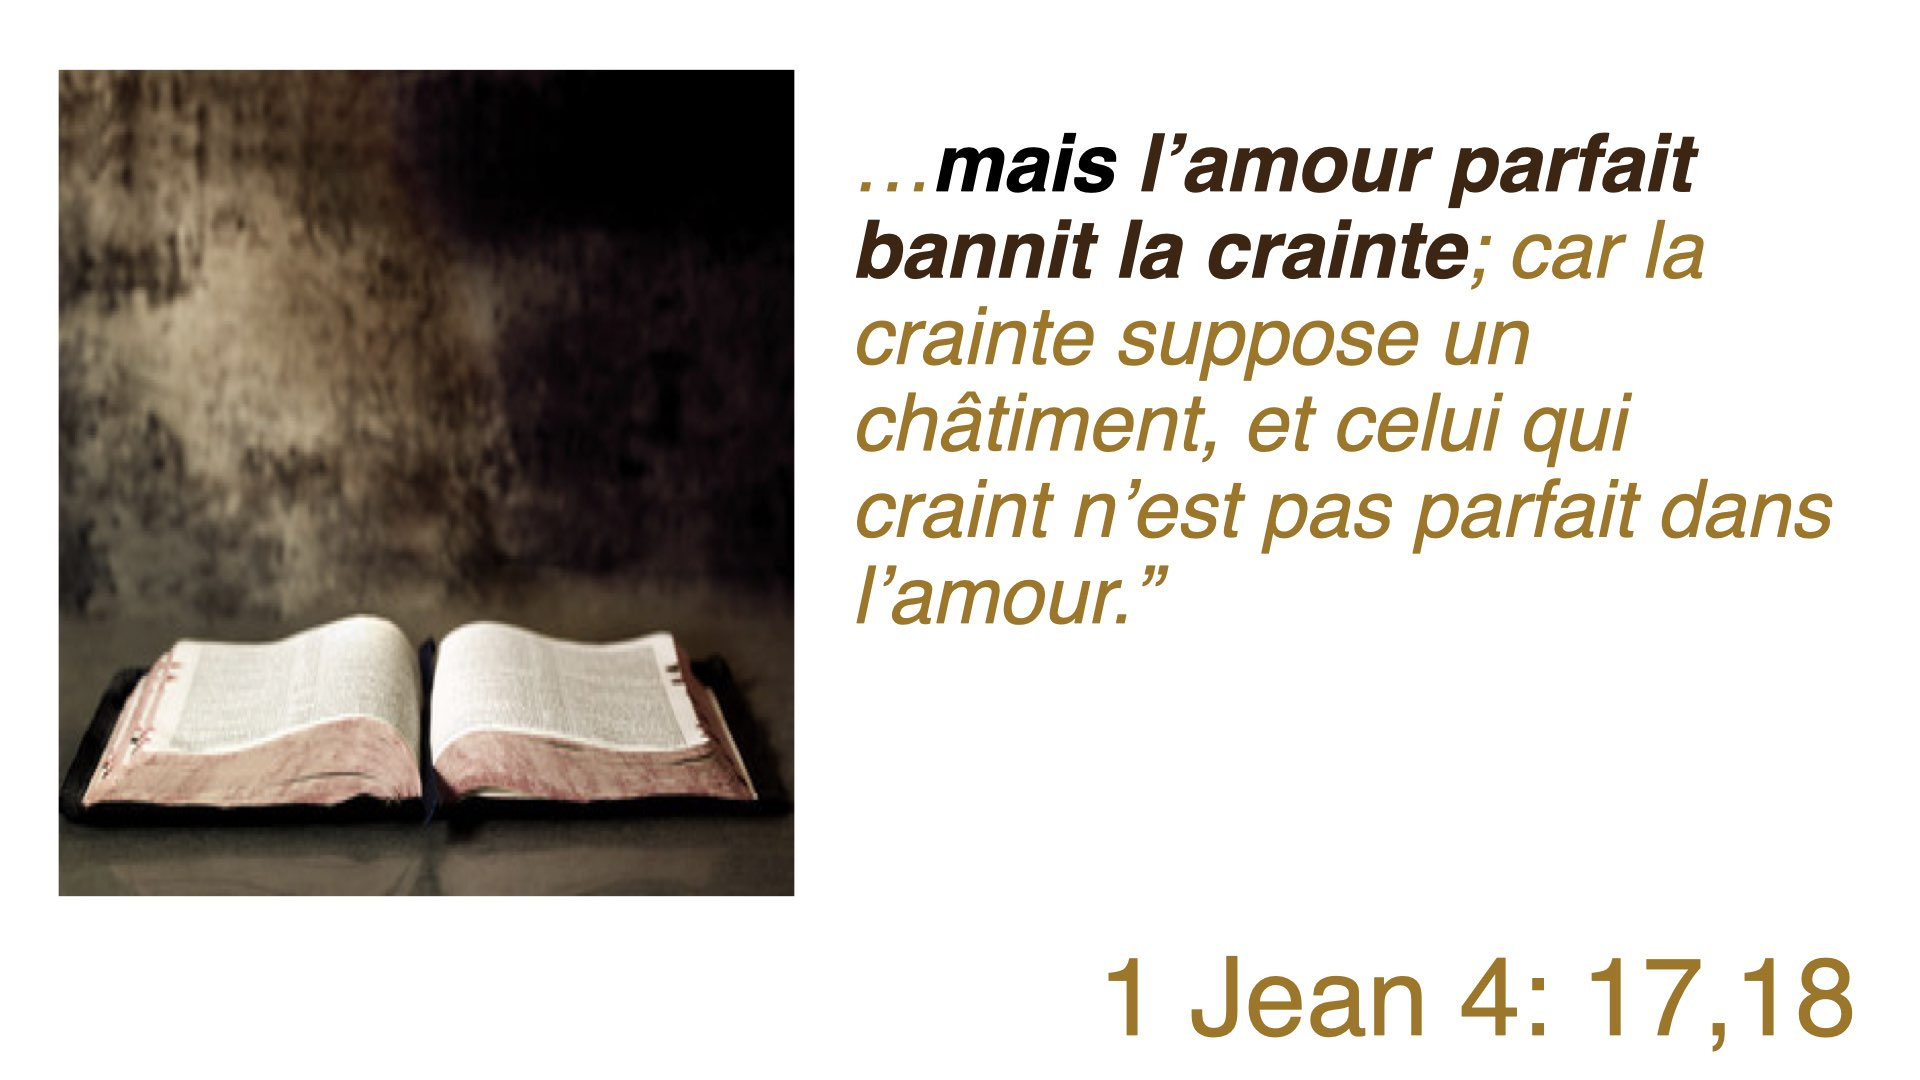 …mais l’amour parfait
bannit la crainte; car la
crainte suppose un
châtiment, et celui qui
craint n’est pas parfait dans
l’amour.”
1 Jean 4: 17,18